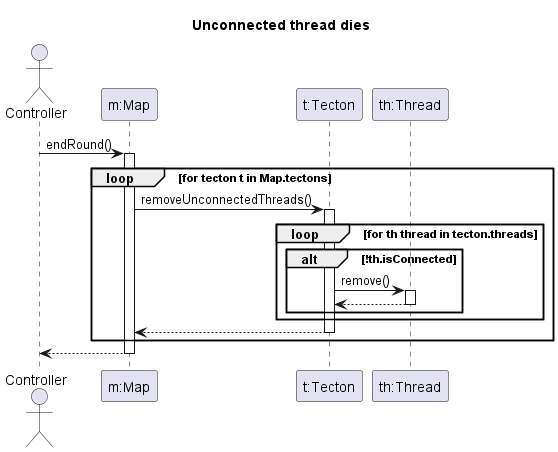 Unconnected thread dies
Controller
m:Map
t:Tecton
th:Thread
endRound()
loop
[for tecton t in Map.tectons]
removeUnconnectedThreads()
loop
[for th thread in tecton.threads]
alt
[!th.isConnected]
remove()
Controller
m:Map
t:Tecton
th:Thread